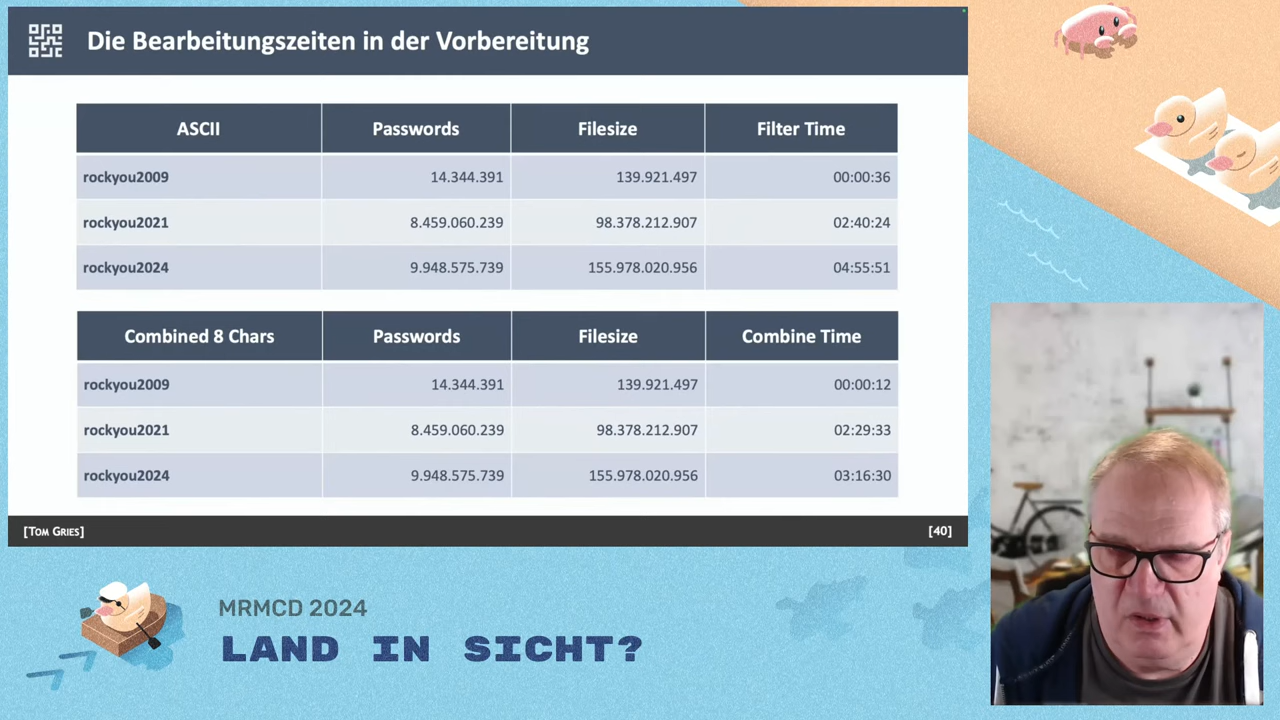 Die Bearbeitungszeiten in der Vorbereitung
ASCII Passwords Filesize Filter Time
rockyou2009 14.344.391 139.921.497 00:00:36
rockyou2021 8.459.060.239 98.378.212.907 02:40:24
rockyou2024 9.948.575.739 155.978.020.956 04:55:51
Combined 8 Chars Passwords Filesize Combine Time
rockyou2009 14.344.391 139.921.497 00:00:12
rockyou2021 8.459.060.239 98.378.212.907 02:29:33
rockyou2024 9.948.575.739 155.978.020.956 03:16:30
[TOM GRIES] [40]
MRMCD 2024
LAND IN SICHT?